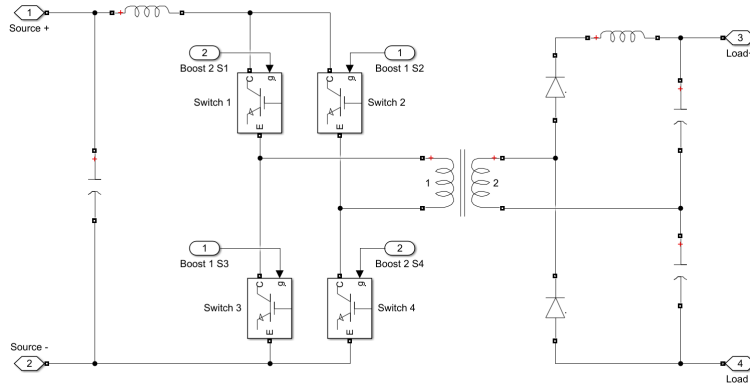 1
Source +
2
Boost 2 S1
1
Boost 1 S2
3
Load+
C
g
E
Switch 1
C
g
E
Switch 2
1
2
1
Boost 1 S3
2
Boost 2 S4
C
g
E
Switch 3
C
g
E
Switch 4
Source -
2
4
Load